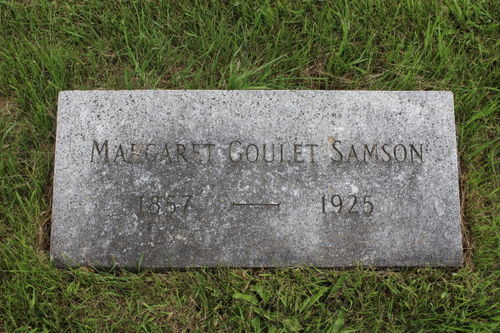 MARGARET GOULET SAMSON
1857 — 1925